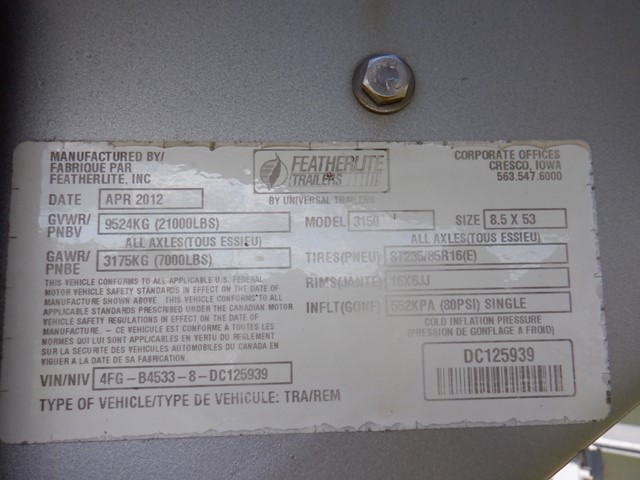 MANUFACTURED BY/
FABRIQUE PAR
FEATHERLITE, INC
FEATHERLITE
TRAILERS
BY UNIVERSAL TRAILERS
CORPORATE OFFICES
CRESCO, IOWA
563.547.6000
DATE APR 2012
GVWR/
PNBV 9524KG (21000LBS)
MODEL 3150 SIZE 8.5 X 53
ALL AXLES(TOUS ESSIEU) ALL AXLES(TOUS ESSIEU)
GAWR/
PNBE 3175KG (7000LBS)
TIRES(PNEU) ST235/85R16(E)
RIMS(JANTE) 16X6JJ
INFLT(GONF) 552KPA (80PSI) SINGLE
COLD INFLATION PRESSURE
(PRESSION DE GONFLAGE A FROID)
THIS VEHICLE CONFORMS TO ALL APPLICABLE U.S. FEDERAL
MOTOR VEHICLE SAFETY STANDARDS IN EFFECT ON THE DATE OF
MANUFACTURE SHOWN ABOVE. THIS VEHICLE CONFORMS TO ALL
APPLICABLE STANDARDS PRESCRIBED UNDER THE CANADIAN MOTOR
VEHICLE SAFETY REGULATIONS IN EFFECT ON THE DATE OF
MANUFACTURE. – CE VEHICULE EST CONFORME A TOUTES LES
NORMES QUI LUI SONT APPLICABLES EN VERTU DU REGLEMENT
SUR LA SECURITE DES VEHICULES AUTOMOBILES DU CANADA EN
VIGUER A LA DATE DE SA FABRICATION.
VIN/NIV 4FG-B4533-8-DC125939
TYPE OF VEHICLE/TYPE DE VEHICULE: TRA/REM
DC125939